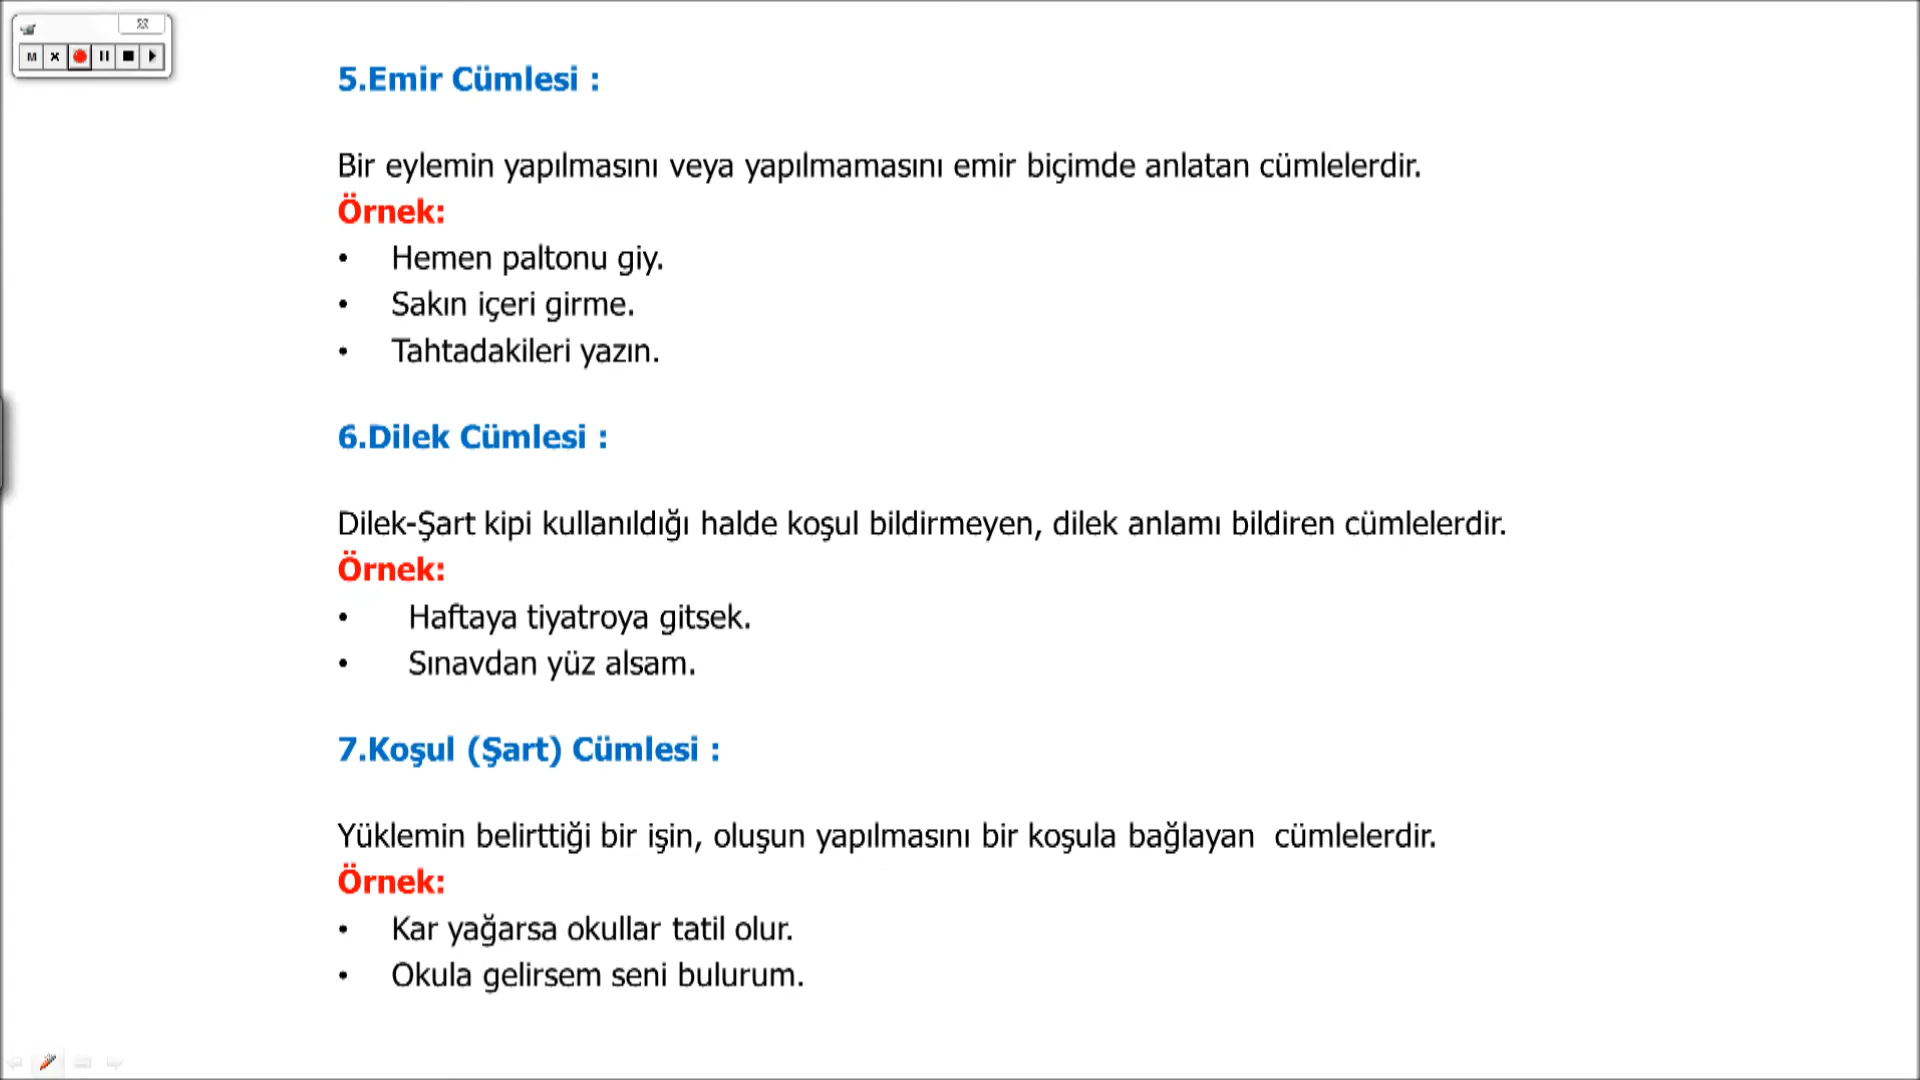 M
5.Emir Cümlesi :
Bir eylemin yapılmasını veya yapılmamasını emir biçimde anlatan cümlelerdir.
Örnek:
• Hemen paltonu giy.
• Sakın içeri girme.
• Tahtadakileri yazın.
6.Dilek Cümlesi :
Dilek-Şart kipi kullanıldığı halde koşul bildirmeyen, dilek anlamı bildiren cümlelerdir.
Örnek:
• Haftaya tiyatroya gitsek.
• Sınavdan yüz alsam.
7.Koşul (Şart) Cümlesi :
Yüklemin belirttiği bir işin, oluşun yapılmasını bir koşula bağlayan  cümlelerdir.
Örnek:
• Kar yağarsa okullar tatil olur.
• Okula gelirsem seni bulurum.